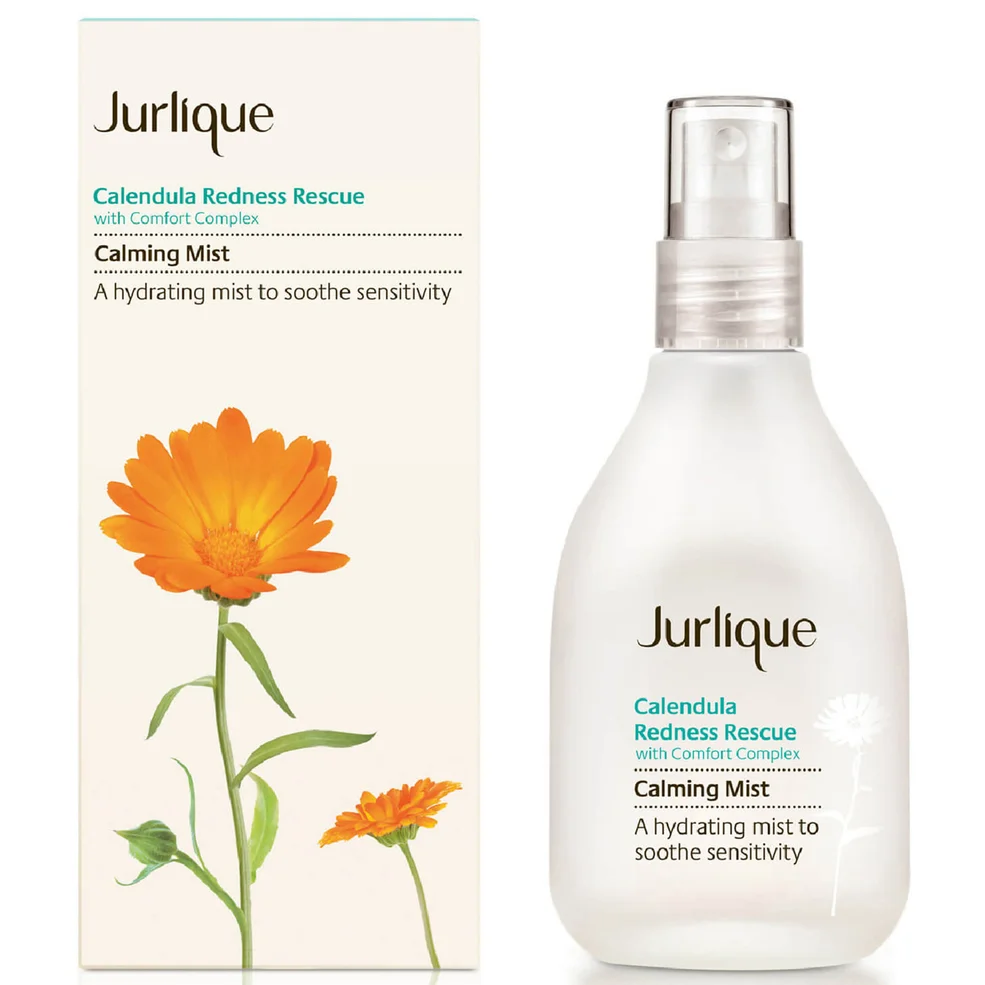 Jurlique
Calendula Redness Rescue
with Comfort Complex
Calming Mist
A hydrating mist to soothe sensitivity
Jurlique
Calendula
Redness Rescue
with Comfort Complex
Calming Mist
A hydrating mist to
soothe sensitivity